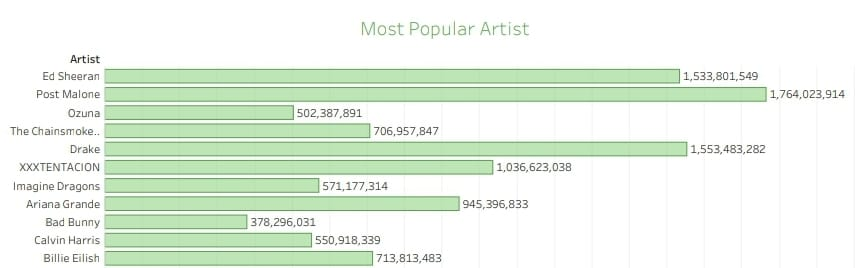 Most Popular Artist
Artist
Ed Sheeran 1,533,801,549
Post Malone 1,764,023,914
Ozuna 502,387,891
The Chainsmoke.. 706,957,847
Drake 1,553,483,282
XXXTENTACION 1,036,623,038
Imagine Dragons 571,177,314
Ariana Grande 945,396,833
Bad Bunny 378,296,031
Calvin Harris 550,918,339
Billie Eilish 713,813,483